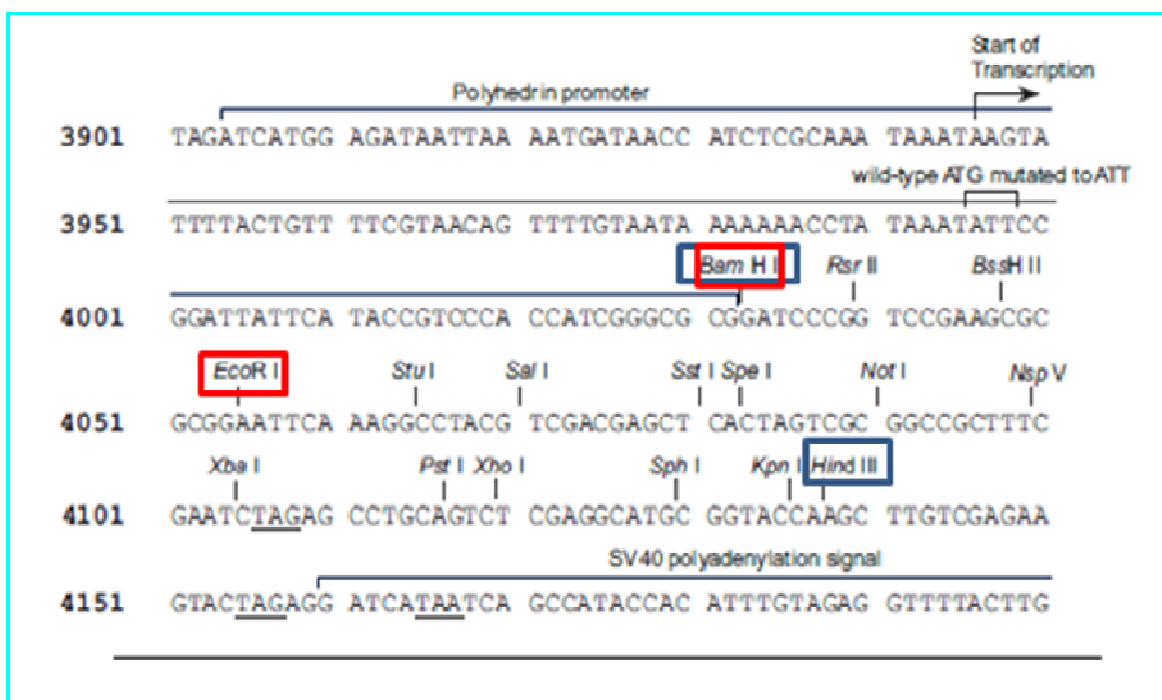 Start of
Transcription
Polyhedrin promoter
3901 TAGATCATGG AGATAATTAA AATGATAACC ATCTCGCAAA TAAATAAGTA
wild-type ATG mutated to ATT
3951 TTTTACTGTT TTCGTAACAG TTTTGTAATA AAAAAACCTA TAAATATTCC
Bam H I Rsr II BssH II
4001 GGATTATTCA TACCGTCCCA CCATCGGGCG CGGATCCCGG TCCGAAGCGC
EcoR I Stu I Sal I Sst I Spe I Not I Nsp V
4051 GCGGAATTCA AAGGCCTACG TCGACGAGCT CACTAGTCGC GGCCGCTTTC
Xba I Pst I Xho I Sph I Kpn I Hind III
4101 GAATCTAGAG CCTGCAGTCT CGAGGCATGC GGTACCAAGC TTGTCGAGAA
SV40 polyadenylation signal
4151 GTACTAGAGG ATCATAATCA GCCATACCAC ATTTGTAGAG GTTTTACTTG